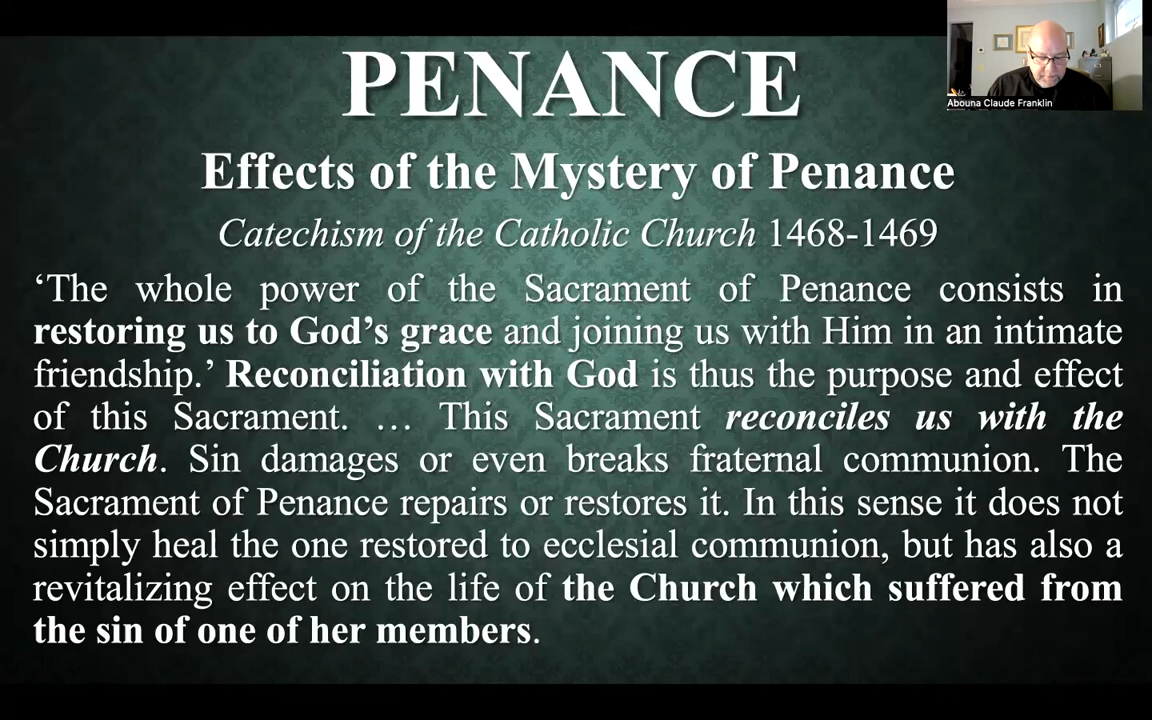 PENANCE
Abouna Claude Franklin
Effects of the Mystery of Penance
Catechism of the Catholic Church 1468-1469
‘The whole power of the Sacrament of Penance consists in
restoring us to God’s grace and joining us with Him in an intimate
friendship.’ Reconciliation with God is thus the purpose and effect
of this Sacrament. … This Sacrament reconciles us with the
Church. Sin damages or even breaks fraternal communion. The
Sacrament of Penance repairs or restores it. In this sense it does not
simply heal the one restored to ecclesial communion, but has also a
revitalizing effect on the life of the Church which suffered from
the sin of one of her members.